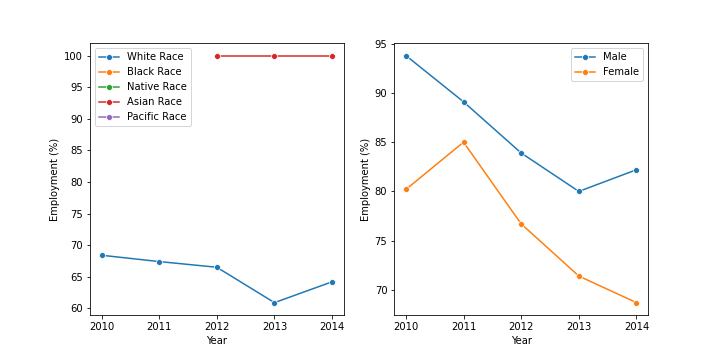 100
95
90
85
80
75
70
65
60
Employment (%)
White Race
Black Race
Native Race
Asian Race
Pacific Race
2010 2011 2012 2013 2014
Year
95
90
85
80
75
70
Employment (%)
Male
Female
2010 2011 2012 2013 2014
Year